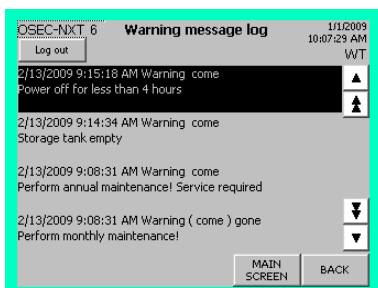 OSEC-NXT 6 Warning message log 1/1/2009
10:07:29 AM
Log out WT
2/13/2009 9:15:18 AM Warning come
Power off for less than 4 hours
2/13/2009 9:14:34 AM Warning come
Storage tank empty
2/13/2009 9:08:31 AM Warning come
Perform annual maintenance! Service required
2/13/2009 9:08:31 AM Warning ( come ) gone
Perform monthly maintenance!
MAIN
SCREEN
BACK